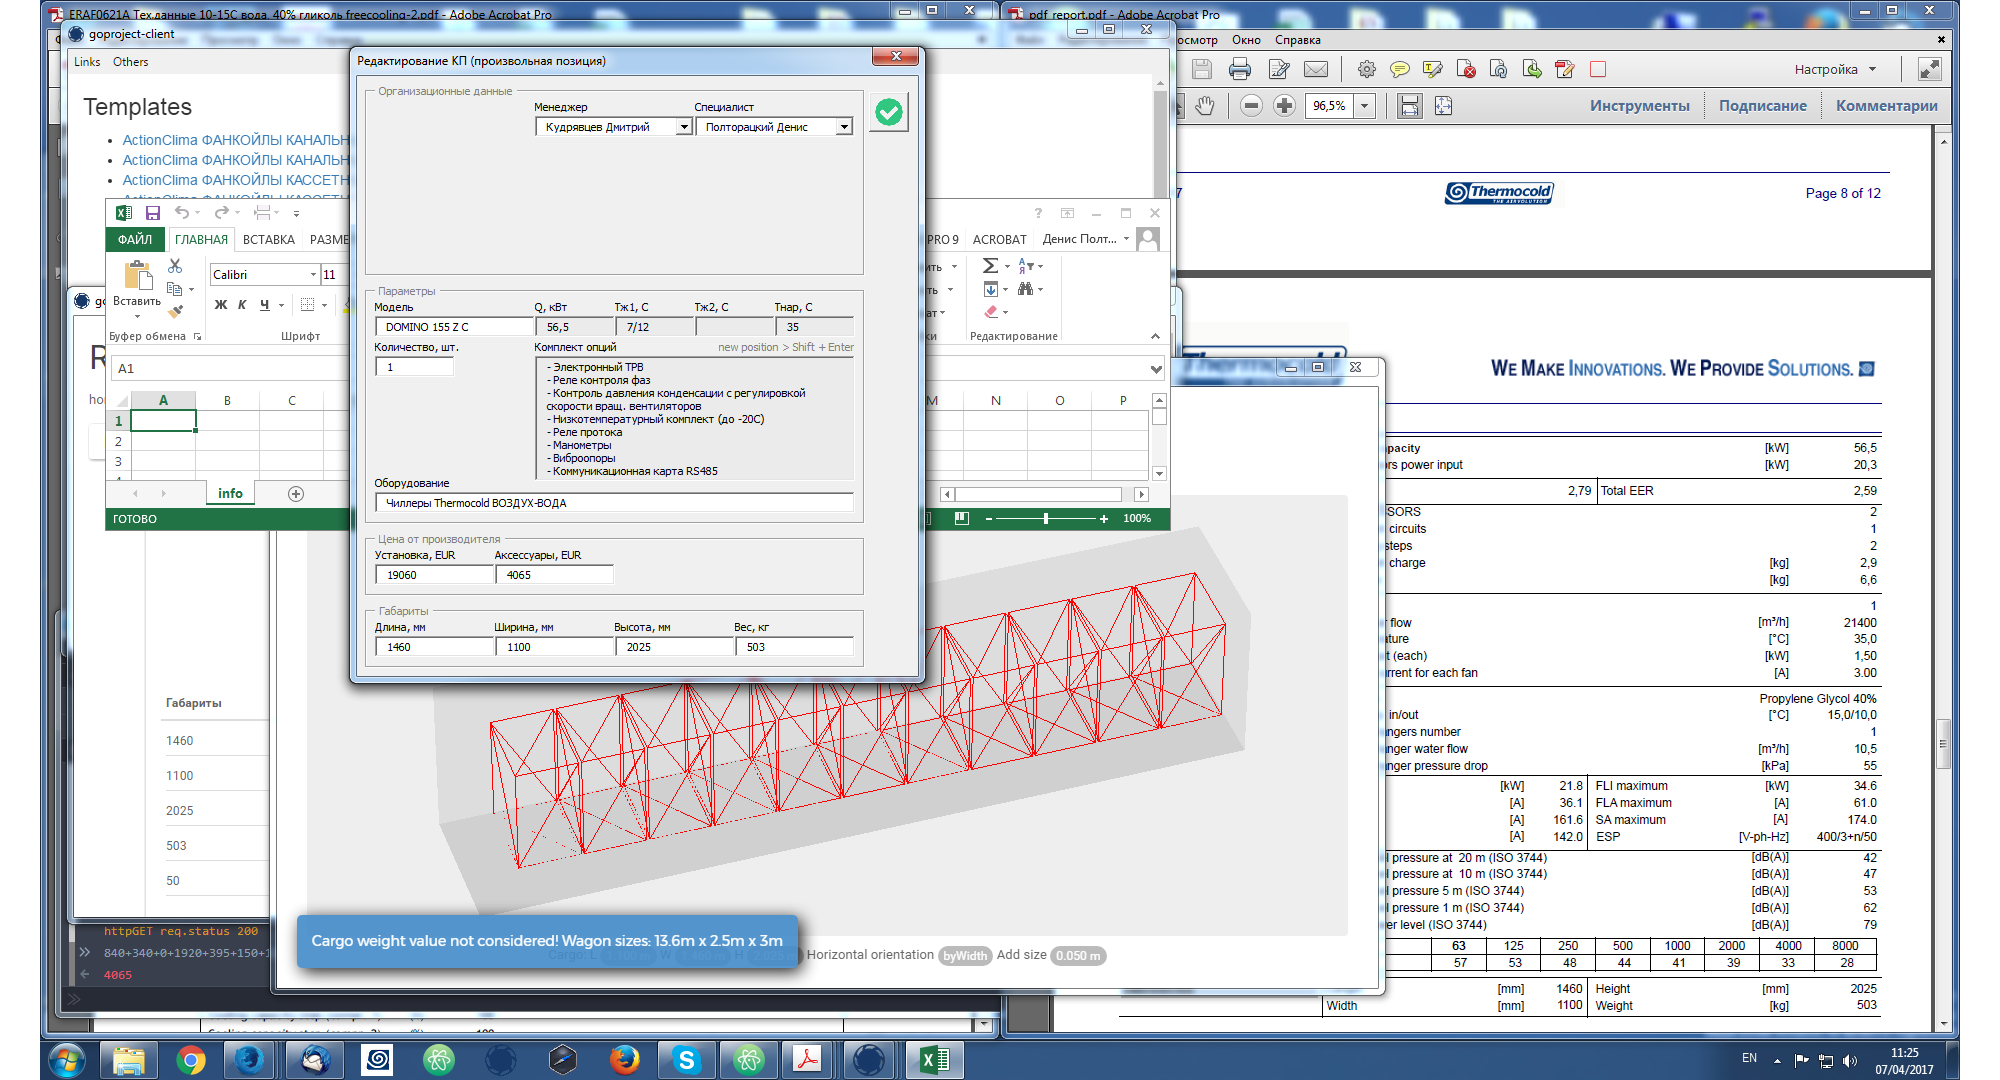 ERAF0621A Тех.данные 10-15С вода. 40% гликоль freecooling-2.pdf - Adobe Acrobat Pro
pdf_report.pdf - Adobe Acrobat Pro
goproject-client
Links Others
Templates
ActionClima ФАНКОЙЛЫ КАНАЛЬН
ActionClima ФАНКОЙЛЫ КАНАЛЬН
ActionClima ФАНКОЙЛЫ КАССЕТН
Редактирование КП (произвольная позиция)
Организационные данные
Менеджер Специалист
Кудрявцев Дмитрий Полторацкий Денис
Параметры
Модель Q, кВт Тж1, С Тж2, С Тнар, С
DOMINO 155 Z C 56,5 7/12 35
Количество, шт. Комплект опций new position > Shift + Enter
1
- Электронный ТРВ
- Реле контроля фаз
- Контроль давления конденсации с регулировкой
скорости вращ. вентиляторов
- Низкотемпературный комплект (до -20С)
- Реле протока
- Манометры
- Виброопоры
- Коммуникационная карта RS485
Оборудование
Чиллеры Thermocold ВОЗДУХ-ВОДА
Цена от производителя
Установка, EUR Аксессуары, EUR
19060 4065
Габариты
Длина, мм Ширина, мм Высота, мм Вес, кг
1460 1100 2025 503
ФАЙЛ ГЛАВНАЯ ВСТАВКА РАЗМЕ
PRO 9 ACROBAT Денис Полт...
Вставить
Calibri 11
Ж К Ч
Буфер обмена Шрифт
Редактирование
A1
A B C
M N O P
1
2
3
info
ГОТОВО
100%
осмотр Окно Справка
Настройка
96,5%
Инструменты Подписание Комментарии
7 Thermocold Page 8 of 12
THE AIRVOLUTION
WE MAKE INNOVATIONS. WE PROVIDE SOLUTIONS.
apacity [kW] 56,5
ors power input [kW] 20,3
2,79 Total EER 2,59
SORS 2
circuits 1
steps 2
charge [kg] 2,9
[kg] 6,6
1
flow [m³/h] 21400
ature [°C] 35,0
t (each) [kW] 1,50
urrent for each fan [A] 3.00
Propylene Glycol 40%
in/out [°C] 15,0/10,0
angers number 1
anger water flow [m³/h] 10,5
anger pressure drop [kPa] 55
[kW] 21.8 FLI maximum [kW] 34.6
[A] 36.1 FLA maximum [A] 61.0
[A] 161.6 SA maximum [A] 174.0
[A] 142.0 ESP [V-ph-Hz] 400/3+n/50
l pressure at 20 m (ISO 3744) [dB(A)] 42
l pressure at 10 m (ISO 3744) [dB(A)] 47
l pressure 5 m (ISO 3744) [dB(A)] 53
l pressure 1 m (ISO 3744) [dB(A)] 62
er level (ISO 3744) [dB(A)] 79
63 125 250 500 1000 2000 4000 8000
57 53 48 44 41 39 33 28
[mm] 1460 Height [mm] 2025
Width [mm] 1100 Weight [kg] 503
Габариты
1460
1100
2025
503
50
httpGET req.status 200
840+340+0+1920+395+150+1
4065
Cargo weight value not considered! Wagon sizes: 13.6m x 2.5m x 3m
Horizontal orientation byWidth Add size 0.050 m
EN
11:25
07/04/2017